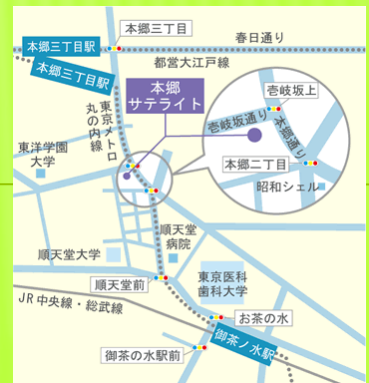 本郷三丁目
春日通り
本郷三丁目駅
都営大江戸線
本郷三丁目駅
本郷
サテライト
東京メトロ
丸の内線
壱岐坂上
壱岐坂通り
本郷通り
本郷二丁目
昭和シェル
東洋学園
大学
順天堂
病院
順天堂大学
順天堂前
東京医科
歯科大学
JR中央線・総武線
お茶の水
御茶ノ水駅
御茶の水駅前